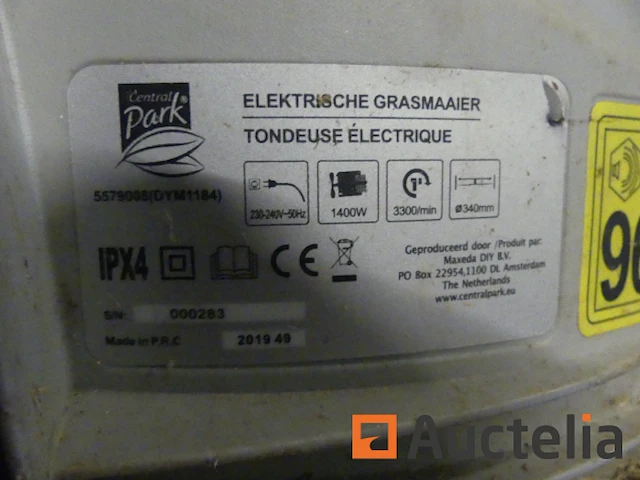 Central
Park®
ELEKTRISCHE GRASMAAIER
TONDEUSE ÉLECTRIQUE
5579008(DYM1184)
230-240V~50Hz
1400W
3300/min
ø340mm
IPX4
CE
Geproduceerd door /Produit par:
Maxeda DIY B.V.
PO Box 22954,1100 DL Amsterdam
The Netherlands
www.centralpark.eu
S/N: 000283
Made in P.R.C 2019 49
96
Auctelia